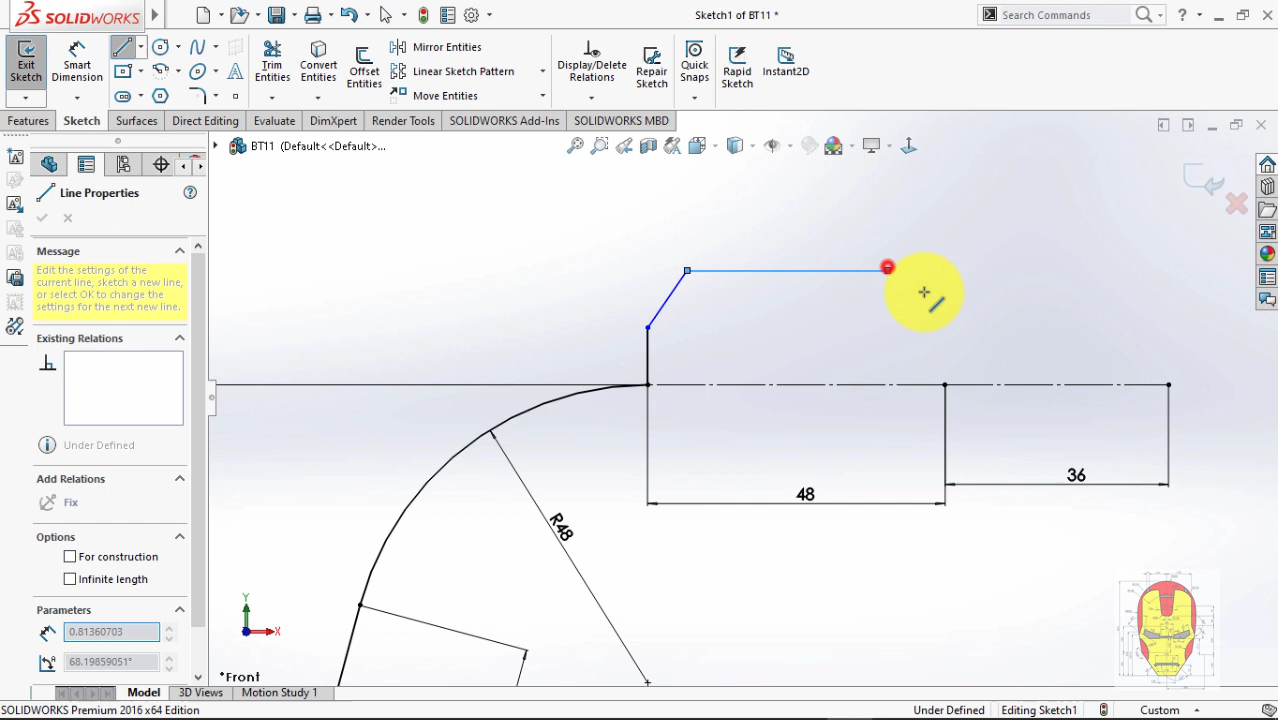 SOLIDWORKS
Sketch1 of BT11 *
Search Commands
Exit Sketch
Smart Dimension
Trim Entities
Convert Entities
Offset Entities
Mirror Entities
Linear Sketch Pattern
Move Entities
Display/Delete Relations
Repair Sketch
Quick Snaps
Rapid Sketch
Instant2D
Features
Sketch
Surfaces
Direct Editing
Evaluate
DimXpert
Render Tools
SOLIDWORKS Add-Ins
SOLIDWORKS MBD
BT11 (Default<<Default>...
Line Properties
Message
Edit the settings of the
current line, sketch a new line,
or select OK to change the
settings for the next new line.
Existing Relations
Under Defined
Add Relations
Fix
Options
For construction
Infinite length
Parameters
0.81360703
68.19859051°
48
36
R48
Y
X
*Front
Model
3D Views
Motion Study 1
SOLIDWORKS Premium 2016 x64 Edition
Under Defined
Editing Sketch1
Custom